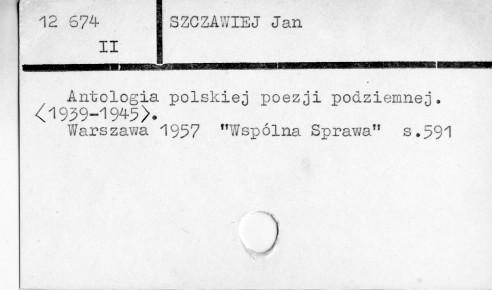 12 674 SZCZAWIEJ Jan
II
Antologia polskiej poezji podziemnej.
<1939-1945>.
Warszawa 1957 "Wspólna Sprawa" s.591